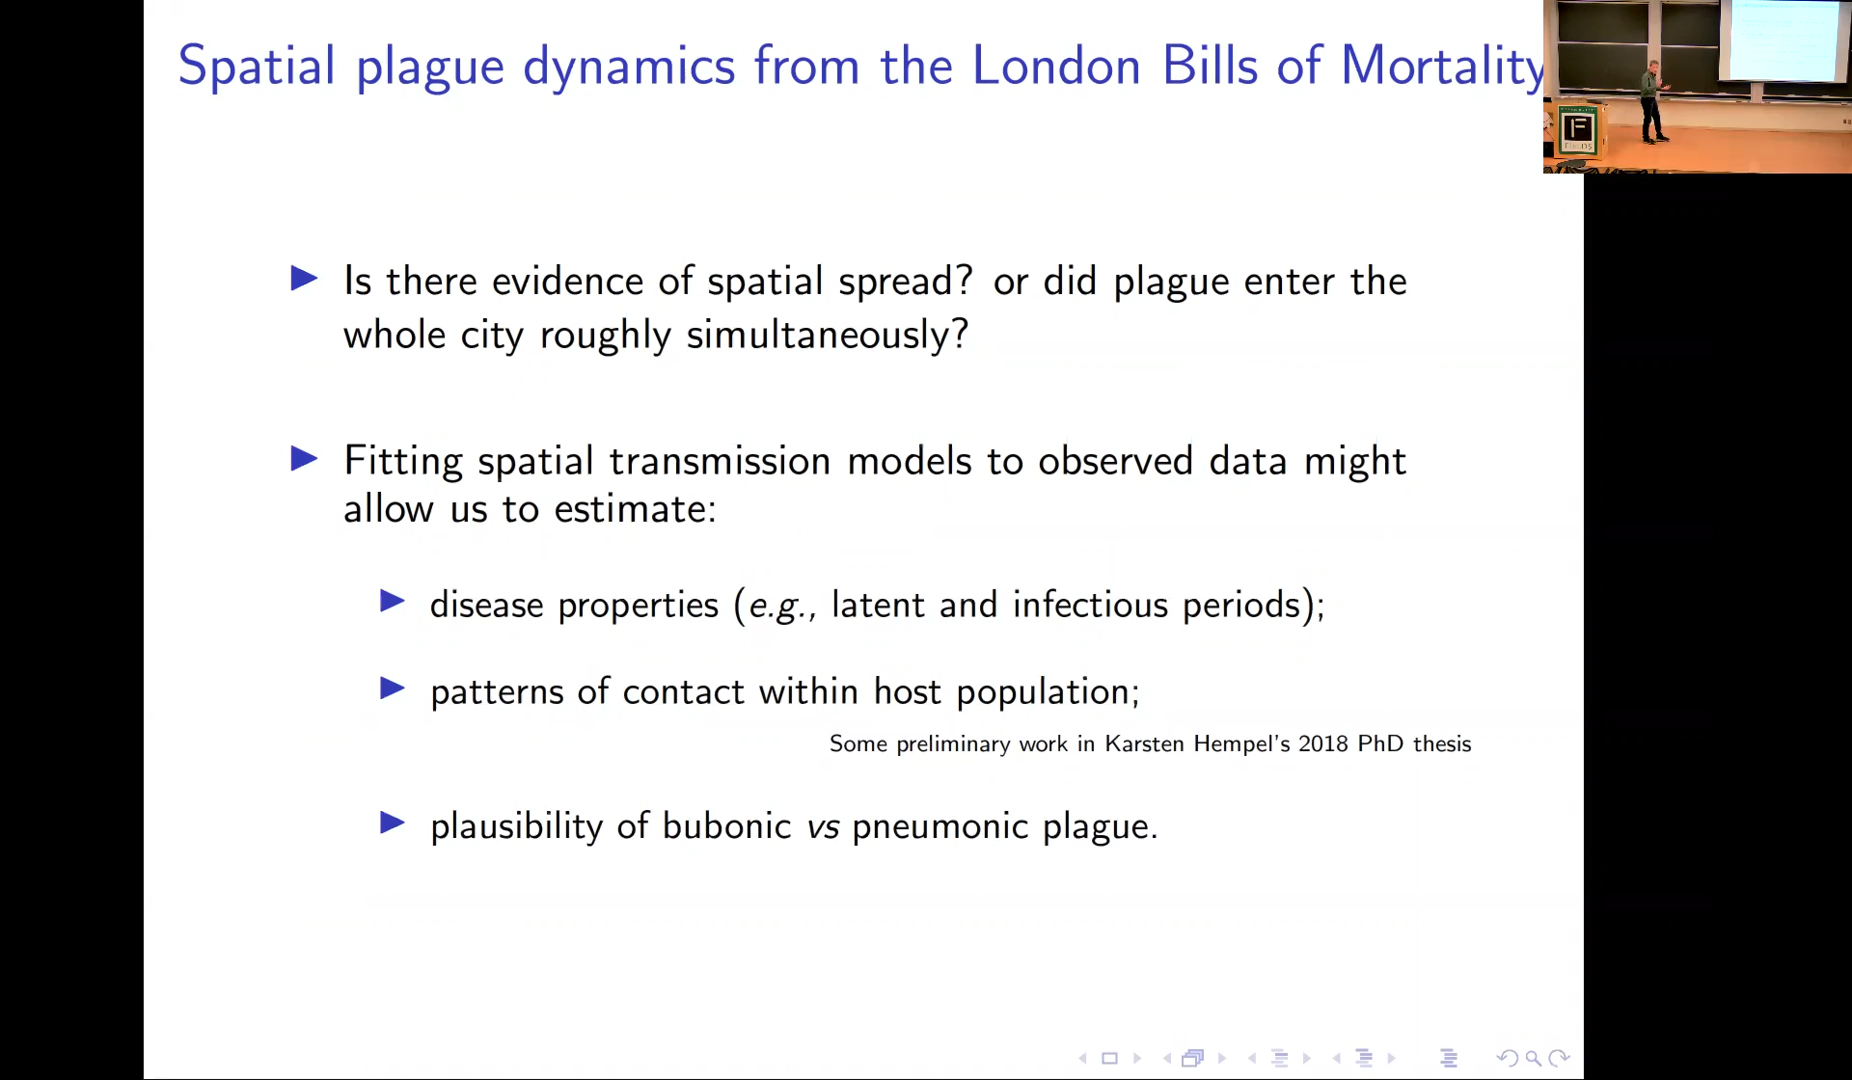 Spatial plague dynamics from the London Bills of Mortality
Is there evidence of spatial spread? or did plague enter the
whole city roughly simultaneously?
Fitting spatial transmission models to observed data might
allow us to estimate:
disease properties (e.g., latent and infectious periods);
patterns of contact within host population;
Some preliminary work in Karsten Hempel's 2018 PhD thesis
plausibility of bubonic vs pneumonic plague.
F
FIELDS